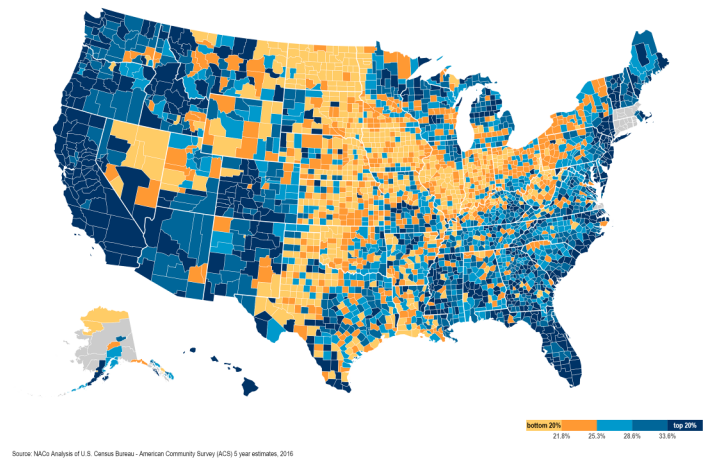 bottom 20% top 20%
21.8% 25.3% 28.6% 33.6%
Source: NACo Analysis of U.S. Census Bureau - American Community Survey (ACS) 5 year estimates, 2016